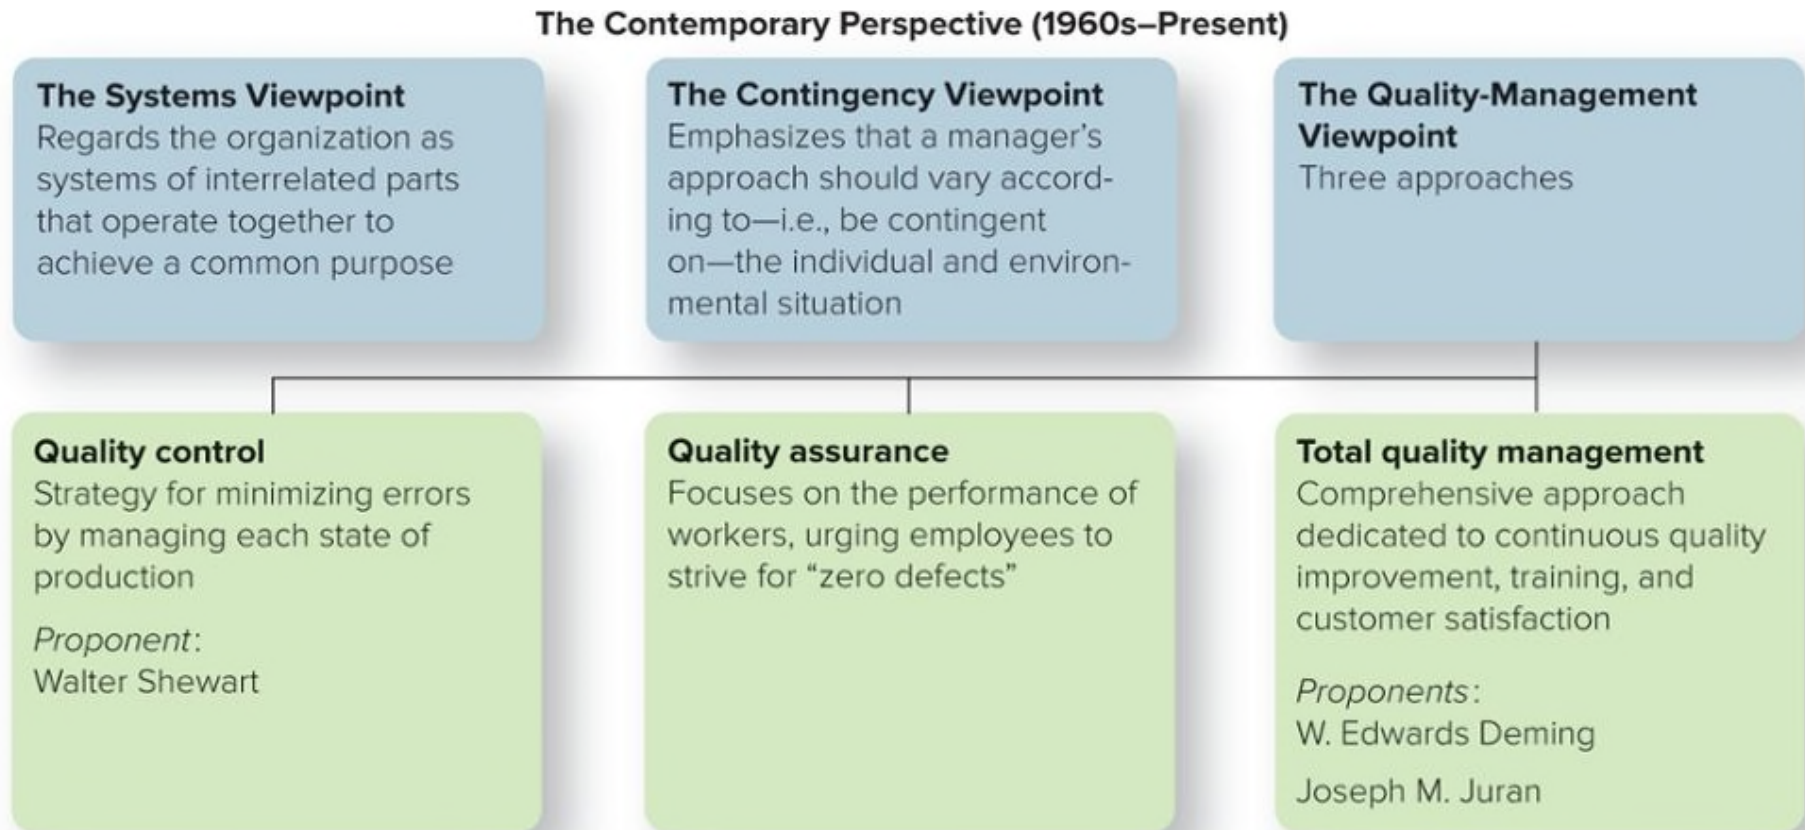 The Contemporary Perspective (1960s–Present)
The Systems Viewpoint
Regards the organization as
systems of interrelated parts
that operate together to
achieve a common purpose
The Contingency Viewpoint
Emphasizes that a manager’s
approach should vary accord-
ing to—i.e., be contingent
on—the individual and environ-
mental situation
The Quality-Management
Viewpoint
Three approaches
Quality control
Strategy for minimizing errors
by managing each state of
production
Proponent:
Walter Shewart
Quality assurance
Focuses on the performance of
workers, urging employees to
strive for “zero defects”
Total quality management
Comprehensive approach
dedicated to continuous quality
improvement, training, and
customer satisfaction
Proponents:
W. Edwards Deming
Joseph M. Juran